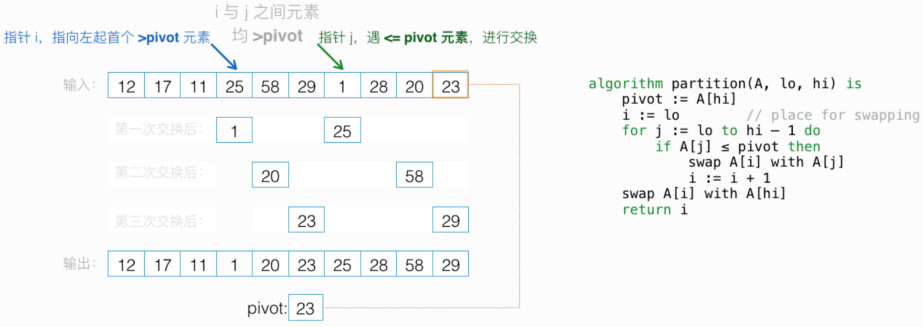 i 与 j 之间元素
均 >pivot
指针 i，指向左起首个 >pivot 元素
指针 j，遇 <= pivot 元素，进行交换
输入： 12 17 11 25 58 29 1 28 20 23
第一次交换后： 1 25
第二次交换后： 20 58
第三次交换后： 23 29
输出： 12 17 11 1 20 23 25 28 58 29
pivot: 23
algorithm partition(A, lo, hi) is
pivot := A[hi]
i := lo // place for swapping
for j := lo to hi – 1 do
if A[j] ≤ pivot then
swap A[i] with A[j]
i := i + 1
swap A[i] with A[hi]
return i